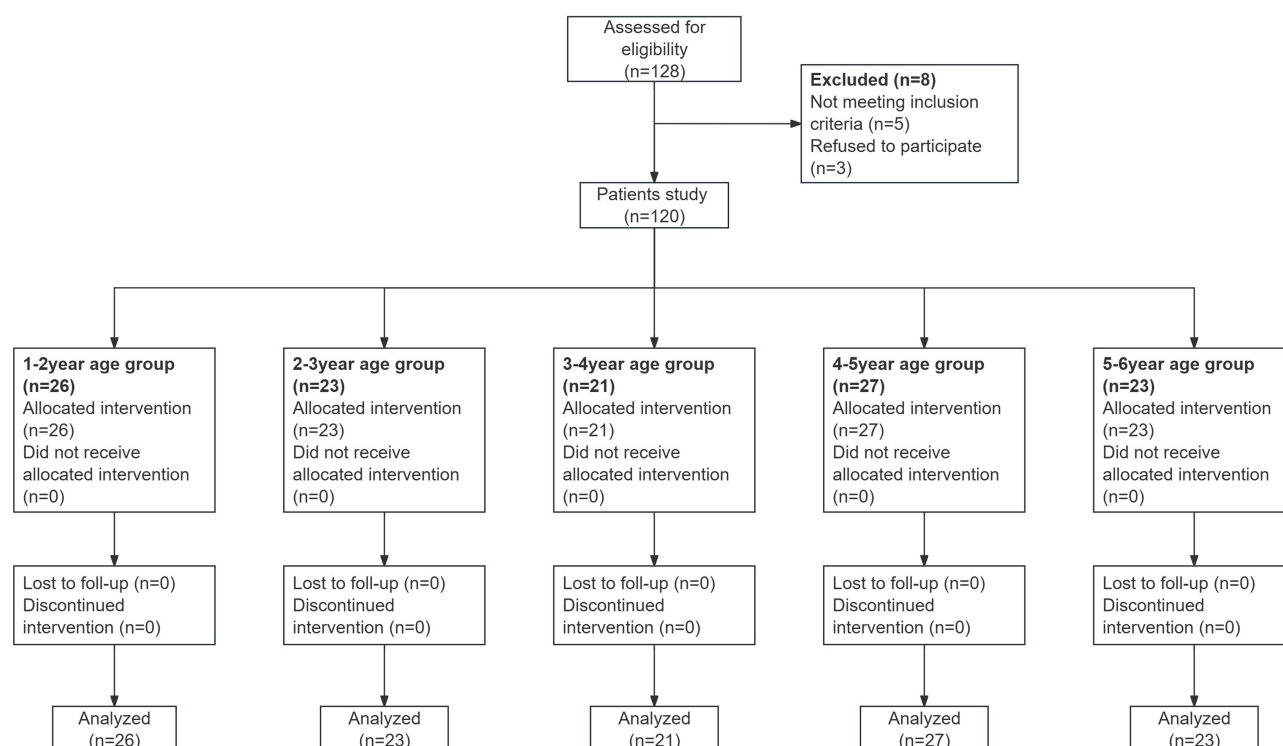 Assessed for
eligibility
(n=128)
Excluded (n=8)
Not meeting inclusion
criteria (n=5)
Refused to participate
(n=3)
Patients study
(n=120)
1-2year age group
(n=26)
Allocated intervention
(n=26)
Did not receive
allocated intervention
(n=0)
2-3year age group
(n=23)
Allocated intervention
(n=23)
Did not receive
allocated intervention
(n=0)
3-4year age group
(n=21)
Allocated intervention
(n=21)
Did not receive
allocated intervention
(n=0)
4-5year age group
(n=27)
Allocated intervention
(n=27)
Did not receive
allocated intervention
(n=0)
5-6year age group
(n=23)
Allocated intervention
(n=23)
Did not receive
allocated intervention
(n=0)
Lost to foll-up (n=0)
Discontinued
intervention (n=0)
Lost to foll-up (n=0)
Discontinued
intervention (n=0)
Lost to foll-up (n=0)
Discontinued
intervention (n=0)
Lost to foll-up (n=0)
Discontinued
intervention (n=0)
Lost to foll-up (n=0)
Discontinued
intervention (n=0)
Analyzed
(n=26)
Analyzed
(n=23)
Analyzed
(n=21)
Analyzed
(n=27)
Analyzed
(n=23)